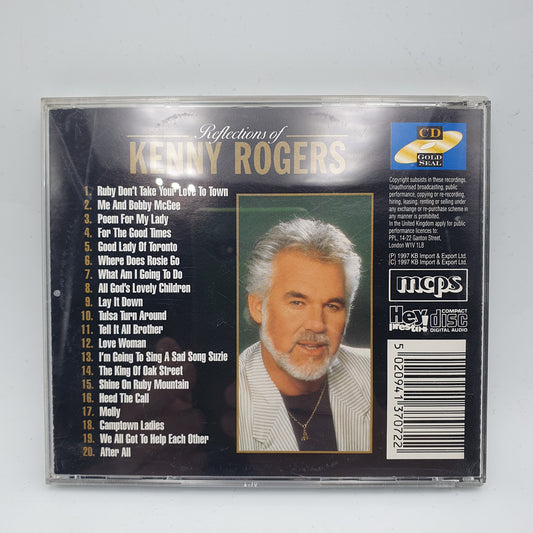 Reflections of
KENNY ROGERS
1. Ruby Don't Take Your Love To Town
2. Me And Bobby McGee
3. Poem For My Lady
4. For The Good Times
5. Good Lady Of Toronto
6. Where Does Rosie Go
7. What Am I Going To Do
8. All God's Lovely Children
9. Lay It Down
10. Tulsa Turn Around
11. Tell It All Brother
12. Love Woman
13. I'm Going To Sing A Sad Song Suzie
14. The King Of Oak Street
15. Shine On Ruby Mountain
16. Heed The Call
17. Molly
18. Camptown Ladies
19. We All Got To Help Each Other
20. After All
CD
GOLD
SEAL
Copyright subsists in these recordings.
Unauthorised broadcasting, public
performance, copying or re-recording,
hiring, leasing, renting or selling under
any exchange or re-purchase scheme in
any manner is prohibited.
In the United Kingdom apply for public
performance licences to:
PPL, 14-22 Ganton Street,
London W1V 1LB
(P) 1997 KB Import & Export Ltd.
(C) 1997 KB Import & Export Ltd.
mcps
Hey
presto!
COMPACT
disc
DIGITAL AUDIO
5 020941 370722